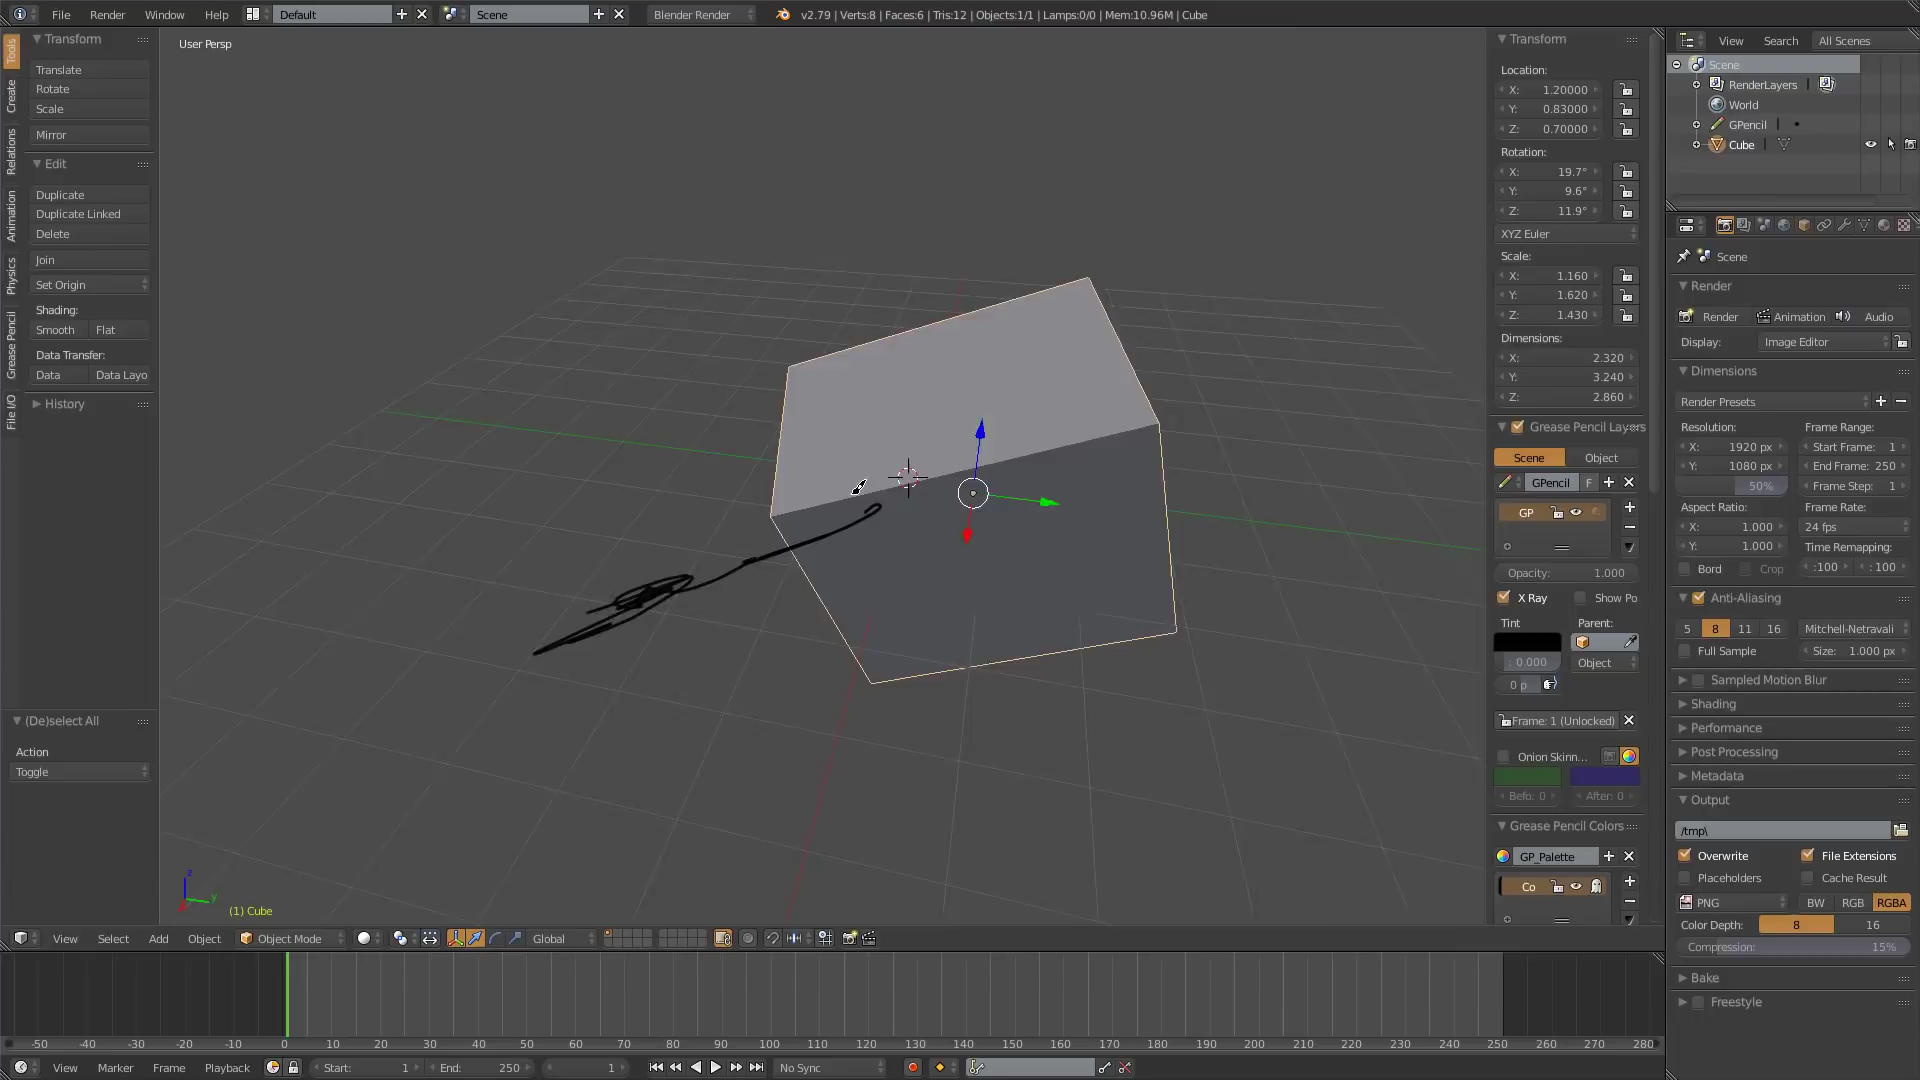 File Render Window Help Default Scene Blender Render v2.79 | Verts:8 | Faces:6 | Tris:12 | Objects:1/1 | Lamps:0/0 | Mem:10.96M | Cube
Tools
Create
Relations
Animation
Physics
Grease Pencil
File I/O
Transform
Translate
Rotate
Scale
Mirror
Edit
Duplicate
Duplicate Linked
Delete
Join
Set Origin
Shading:
Smooth Flat
Data Transfer:
Data Data Layo
History
(De)select All
Action
Toggle
User Persp
z
y
(1) Cube
Transform
Location:
X: 1.20000
Y: 0.83000
Z: 0.70000
Rotation:
X: 19.7°
Y: 9.6°
Z: 11.9°
XYZ Euler
Scale:
X: 1.160
Y: 1.620
Z: 1.430
Dimensions:
X: 2.320
Y: 3.240
Z: 2.860
Grease Pencil Layers
Scene Object
GPencil F
GP
Opacity: 1.000
X Ray Show Po
Tint Parent:
: 0.000 Object
0 p
Frame: 1 (Unlocked)
Onion Skinn...
Befo: 0 After: 0
Grease Pencil Colors
GP_Palette
Co
View Search All Scenes
Scene
RenderLayers
World
GPencil
Cube
Scene
Render
Render Animation Audio
Display: Image Editor
Dimensions
Render Presets
Resolution: Frame Range:
X: 1920 px Start Frame: 1
Y: 1080 px End Frame: 250
50% Frame Step: 1
Aspect Ratio: Frame Rate:
X: 1.000 24 fps
Y: 1.000 Time Remapping:
Bord Crop :100 : 100
Anti-Aliasing
5 8 11 16 Mitchell-Netravali
Full Sample Size: 1.000 px
Sampled Motion Blur
Shading
Performance
Post Processing
Metadata
Output
/tmp\
Overwrite File Extensions
Placeholders Cache Result
PNG BW RGB RGBA
Color Depth: 8 16
Compression: 15%
Bake
Freestyle
View Select Add Object Object Mode Global
-50 -40 -30 -20 -10 0 10 20 30 40 50 60 70 80 90 100 110 120 130 140 150 160 170 180 190 200 210 220 230 240 250 260 270 280
View Marker Frame Playback Start: 1 End: 250 1 No Sync